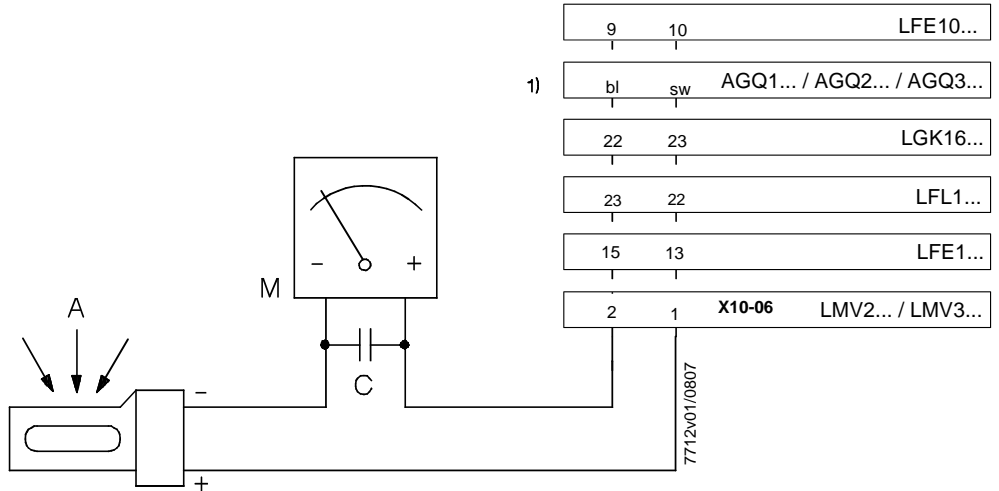 9 10 LFE10...
1) bl sw AGQ1... / AGQ2... / AGQ3...
22 23 LGK16...
23 22 LFL1...
15 13 LFE1...
2 1 X10-06 LMV2... / LMV3...
- +
M
A
C
-
+
7712v01/0807